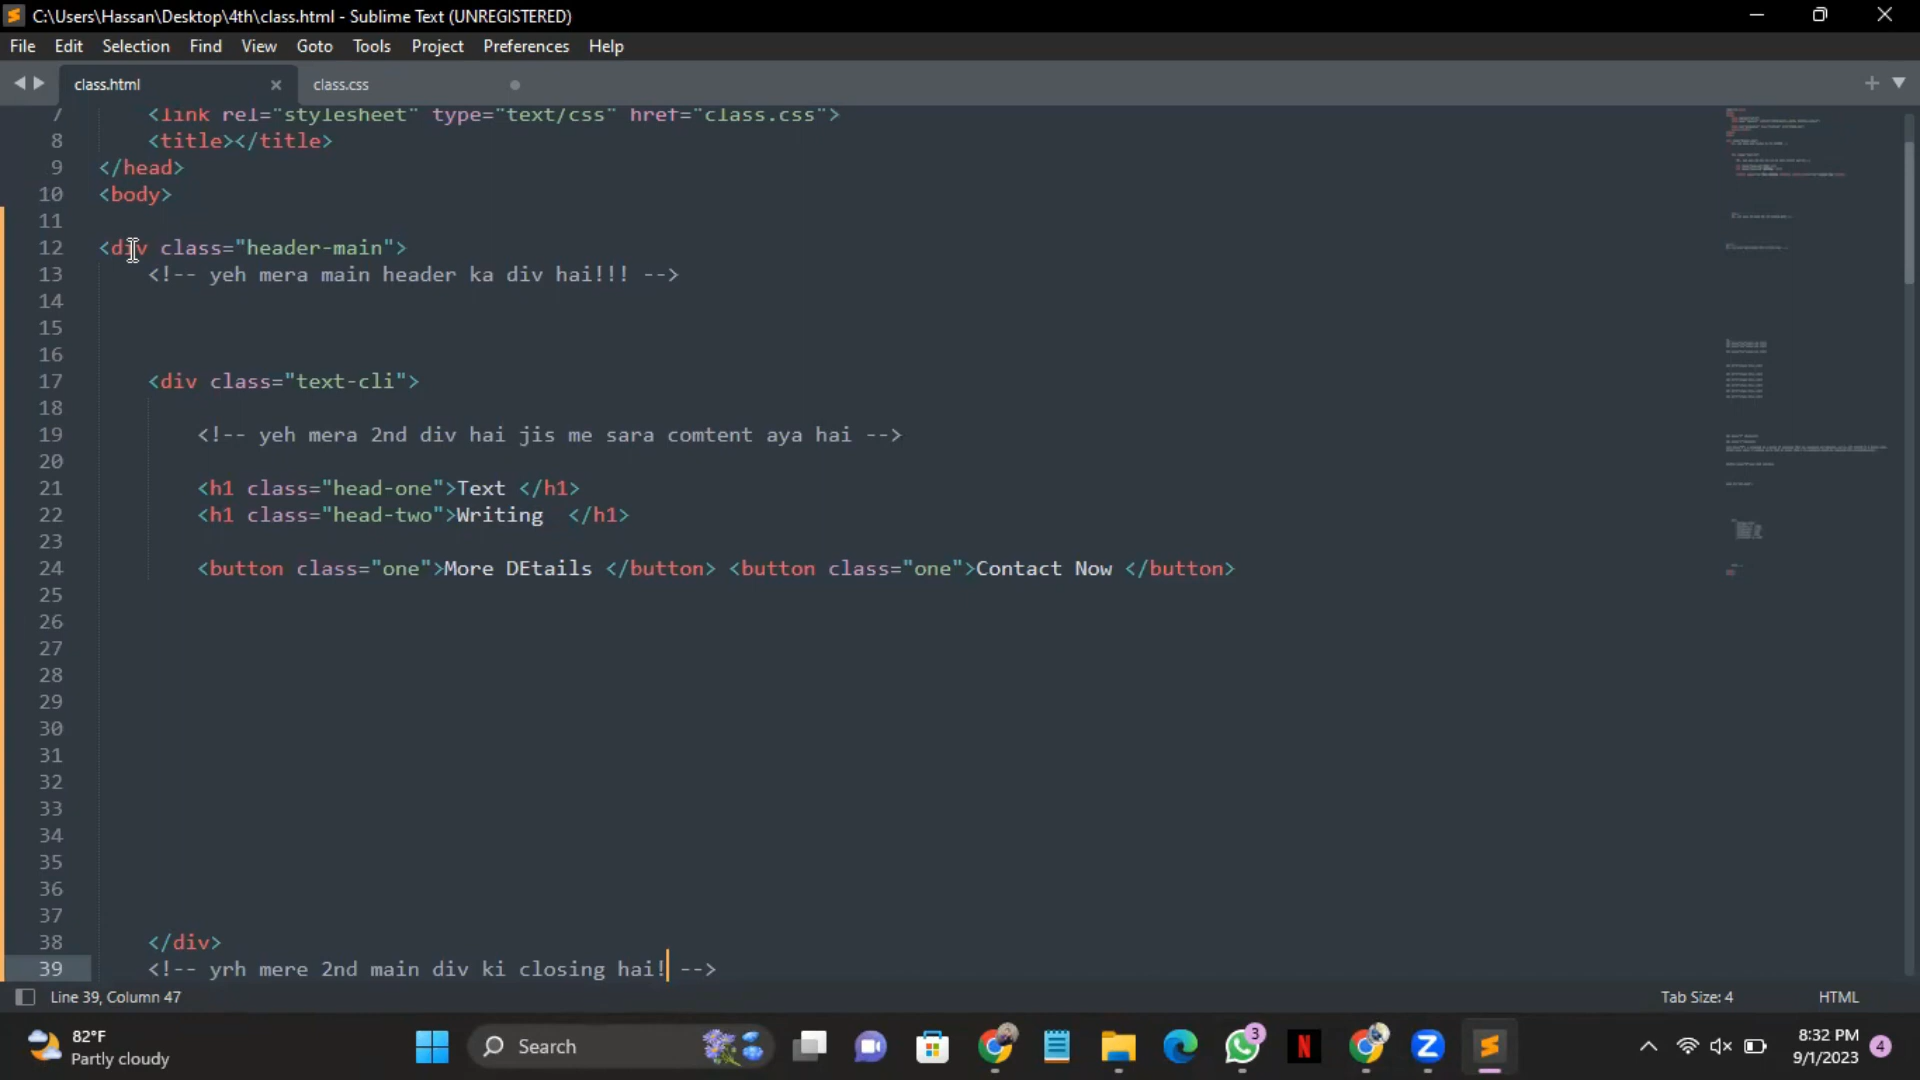 C:\Users\Hassan\Desktop\4th\class.html - Sublime Text (UNREGISTERED)
File Edit Selection Find View Goto Tools Project Preferences Help
class.html class.css
7 <link rel="stylesheet" type="text/css" href="class.css">
8 <title></title>
9 </head>
10 <body>
11
12 <div class="header-main">
13 <!-- yeh mera main header ka div hai!!! -->
14
15
16
17 <div class="text-cli">
18
19 <!-- yeh mera 2nd div hai jis me sara comtent aya hai -->
20
21 <h1 class="head-one">Text </h1>
22 <h1 class="head-two">Writing  </h1>
23
24 <button class="one">More DEtails </button> <button class="one">Contact Now </button>
25
26
27
28
29
30
31
32
33
34
35
36
37
38 </div>
39 <!-- yrh mere 2nd main div ki closing hai! -->
Line 39, Column 47 Tab Size: 4 HTML
82°F
Partly cloudy
Search
3
N
8:32 PM
9/1/2023
4